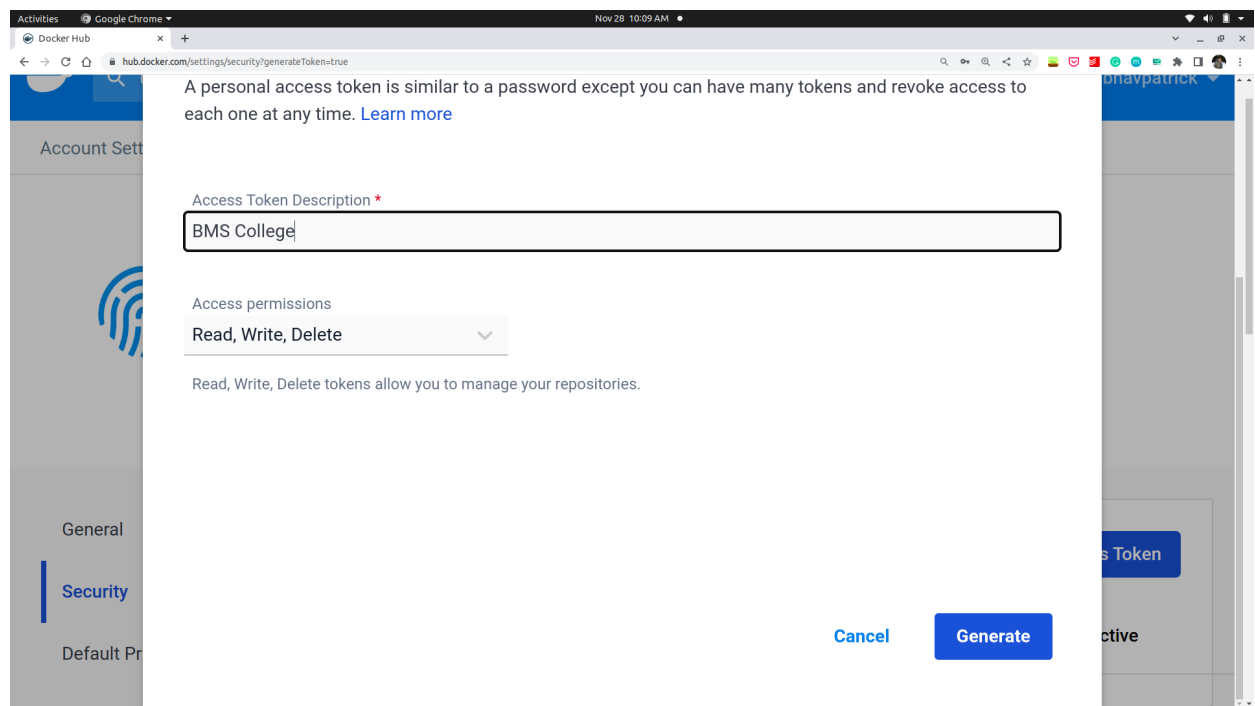 Activities Google Chrome Nov 28 10:09 AM
Docker Hub
hub.docker.com/settings/security?generateToken=true
A personal access token is similar to a password except you can have many tokens and revoke access to
each one at any time. Learn more
bhavpatrick
Account Sett
Access Token Description *
BMS College
Access permissions
Read, Write, Delete
Read, Write, Delete tokens allow you to manage your repositories.
General
s Token
Security
Cancel Generate
ctive
Default Pr